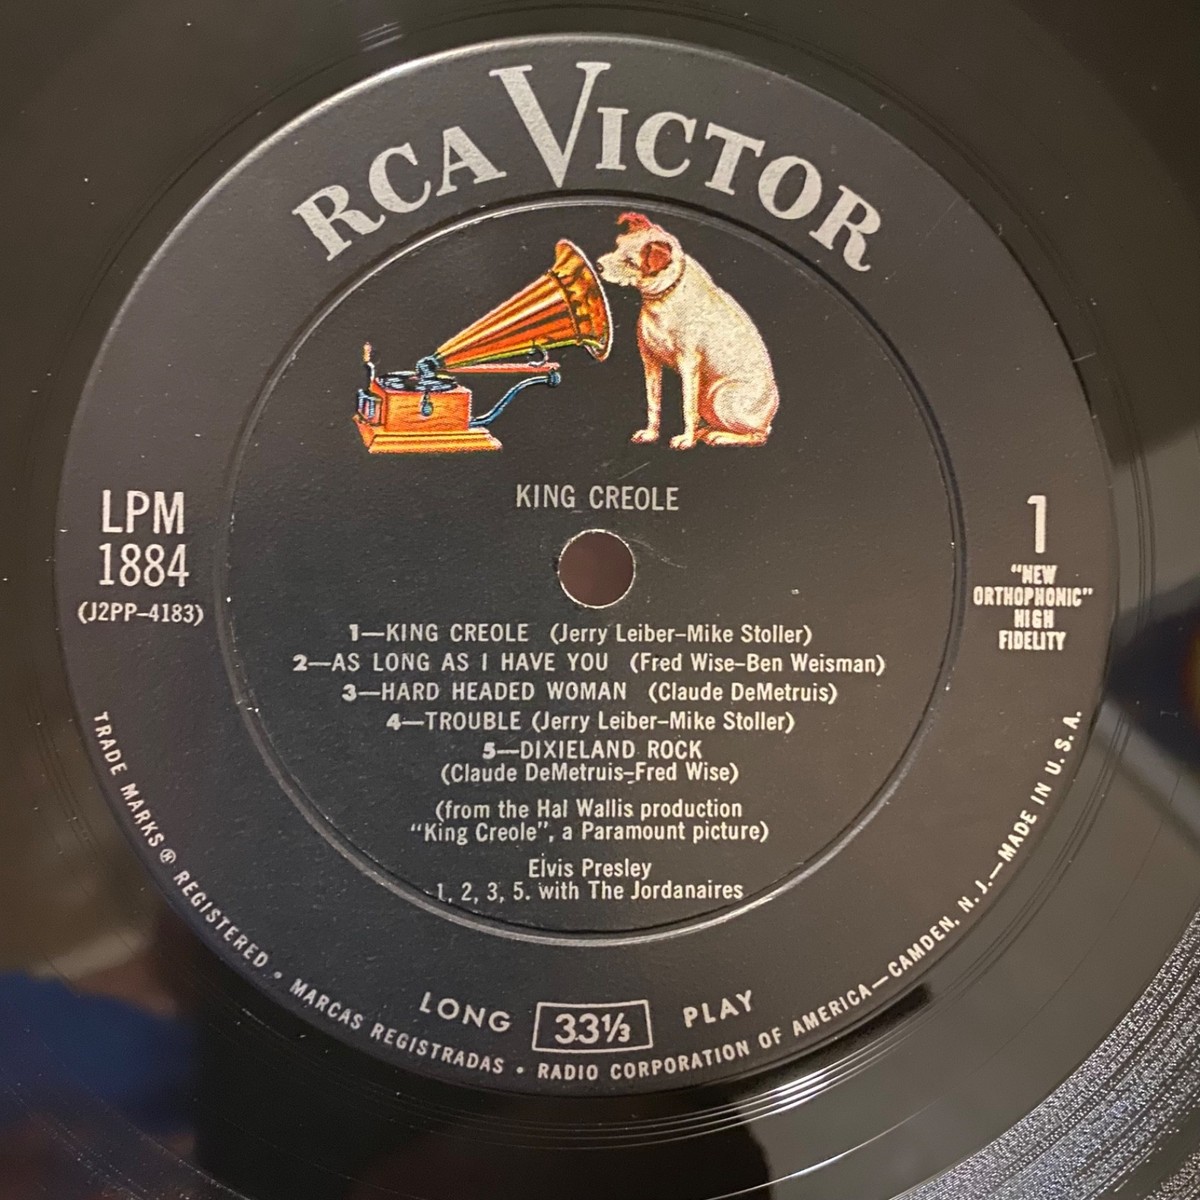 RCA VICTOR
KING CREOLE
LPM
1884
(J2PP-4183)
1
"NEW
ORTHOPHONIC"
HIGH
FIDELITY
1—KING CREOLE (Jerry Leiber–Mike Stoller)
2—AS LONG AS I HAVE YOU (Fred Wise–Ben Weisman)
3—HARD HEADED WOMAN (Claude DeMetruis)
4—TROUBLE (Jerry Leiber–Mike Stoller)
5—DIXIELAND ROCK
(Claude DeMetruis–Fred Wise)
(from the Hal Wallis production
"King Creole", a Paramount picture)
Elvis Presley
1, 2, 3, 5. with The Jordanaires
LONG 33⅓ PLAY
TRADE MARKS ® REGISTERED • MARCAS REGISTRADAS • RADIO CORPORATION OF AMERICA—CAMDEN, N. J.—MADE IN U. S. A.